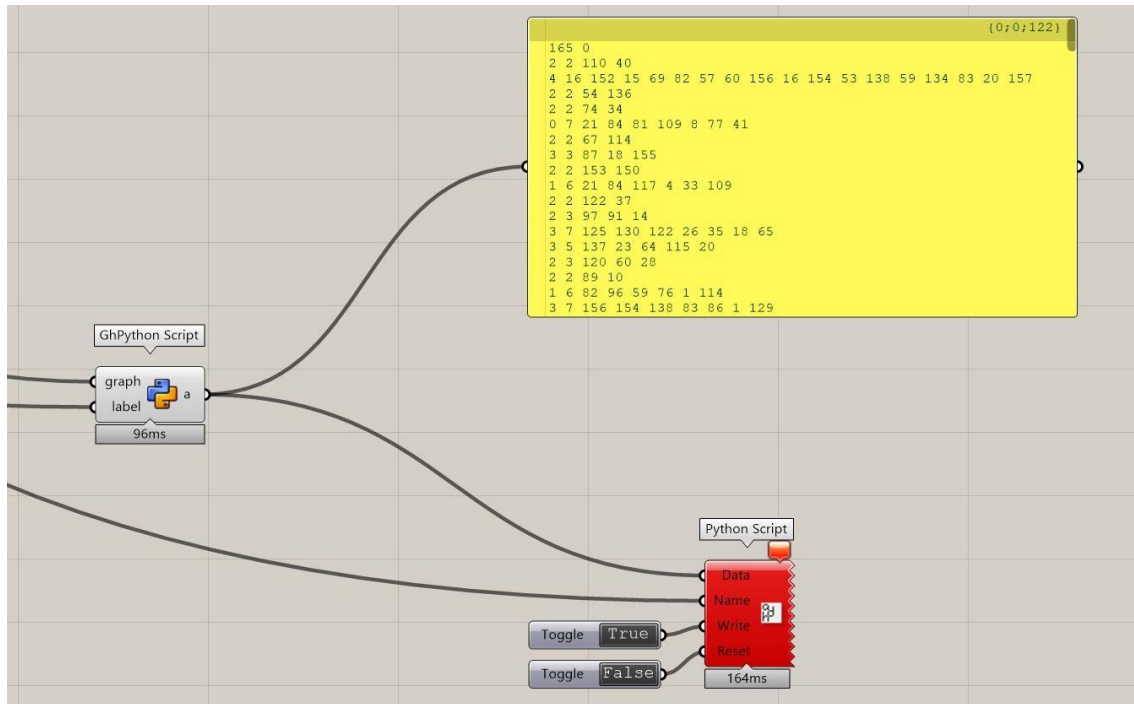 {0;0;122}
165 0
2 2 110 40
4 16 152 15 69 82 57 60 156 16 154 53 138 59 134 83 20 157
2 2 54 136
2 2 74 34
0 7 21 84 81 109 8 77 41
2 2 67 114
3 3 87 18 155
2 2 153 150
1 6 21 84 117 4 33 109
2 2 122 37
2 3 97 91 14
3 7 125 130 122 26 35 18 65
3 5 137 23 64 115 20
2 3 120 60 28
2 2 89 10
1 6 82 96 59 76 1 114
3 7 156 154 138 83 86 1 129
GhPython Script
graph
label
a
96ms
Python Script
Data
Name
Write
Reset
164ms
Toggle True
Toggle False